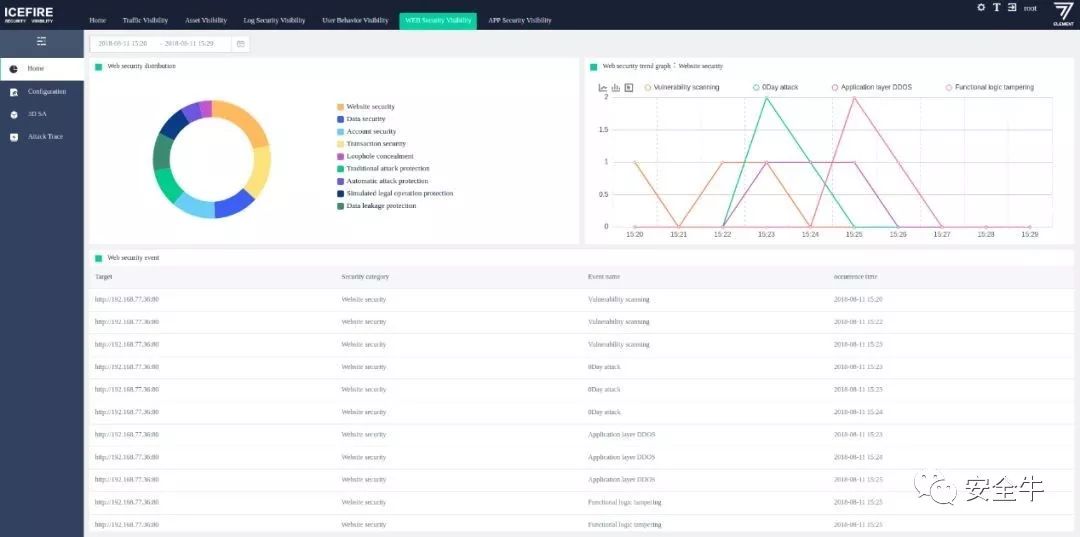 ICEFIRE
SECURITY VISIBILITY
Home Traffic Visibility Asset Visibility Log Security Visibility User Behavior Visibility WEB Security Visibility APP Security Visibility
T root
ELEMENT
2018-08-11 15:20 - 2018-08-11 15:29
Home
Configuration
3D SA
Attack Trace
Web security distribution
Website security
Data security
Account security
Transaction security
Loophole concealment
Traditional attack protection
Automatic attack protection
Simulated legal operation protection
Data leakage protection
Web security trend graph：Website security
Vulnerability scanning 0Day attack Application layer DDOS Functional logic tampering
2
1.5
1
0.5
0
15:20 15:21 15:22 15:23 15:24 15:25 15:26 15:27 15:28 15:29
Web security event
Target Security category Event name occurrence time
http://192.168.77.36:80 Website security Vulnerability scanning 2018-08-11 15:20
http://192.168.77.36:80 Website security Vulnerability scanning 2018-08-11 15:22
http://192.168.77.36:80 Website security Vulnerability scanning 2018-08-11 15:23
http://192.168.77.36:80 Website security 0Day attack 2018-08-11 15:23
http://192.168.77.36:80 Website security 0Day attack 2018-08-11 15:23
http://192.168.77.36:80 Website security 0Day attack 2018-08-11 15:24
http://192.168.77.36:80 Website security Application layer DDOS 2018-08-11 15:23
http://192.168.77.36:80 Website security Application layer DDOS 2018-08-11 15:24
http://192.168.77.36:80 Website security Application layer DDOS 2018-08-11 15:25
http://192.168.77.36:80 Website security Functional logic tampering 2018-08-11 15:25
http://192.168.77.36:80 Website security Functional logic tampering 2018-08-11 15:25
安全牛